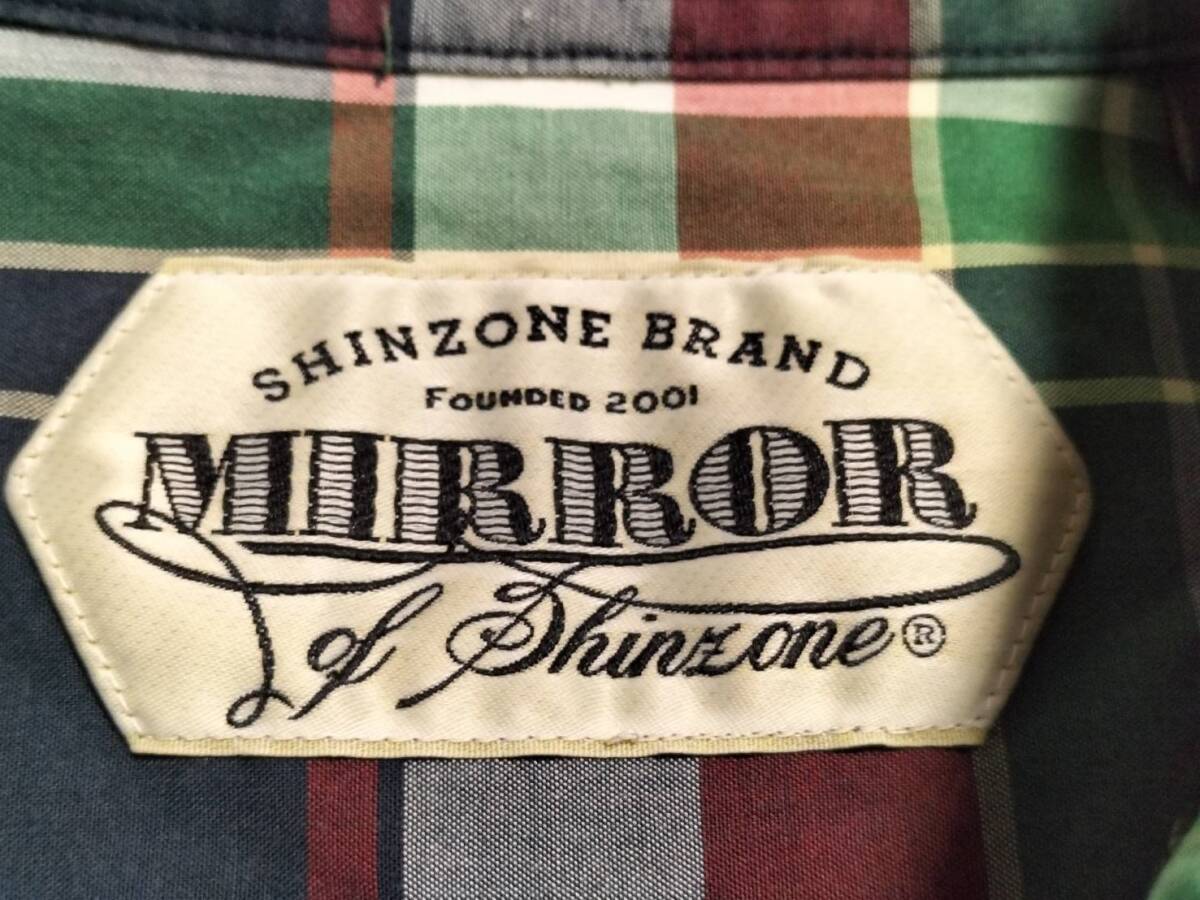 SHINZONE BRAND
FOUNDED 2001
MIRROR
of Shinzone®